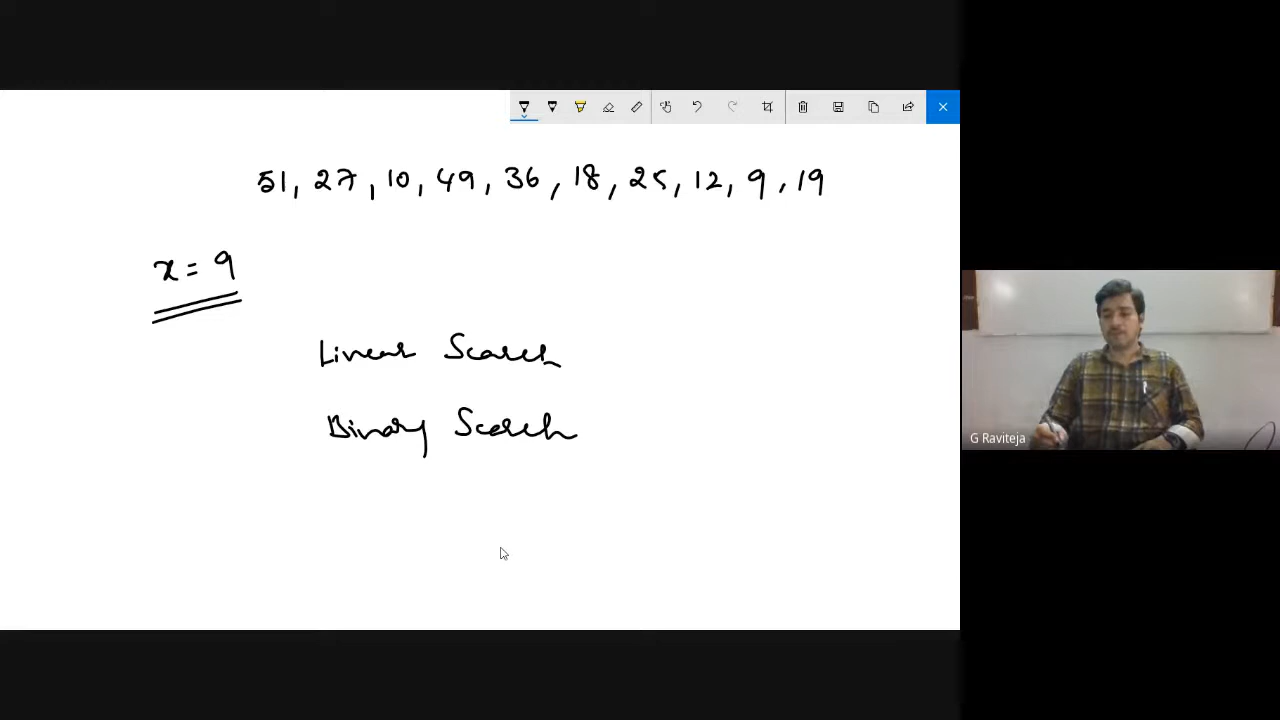 51, 27, 10, 49, 36, 18, 25, 12, 9, 19
x = 9
Linear Search
Binary Search
G Raviteja